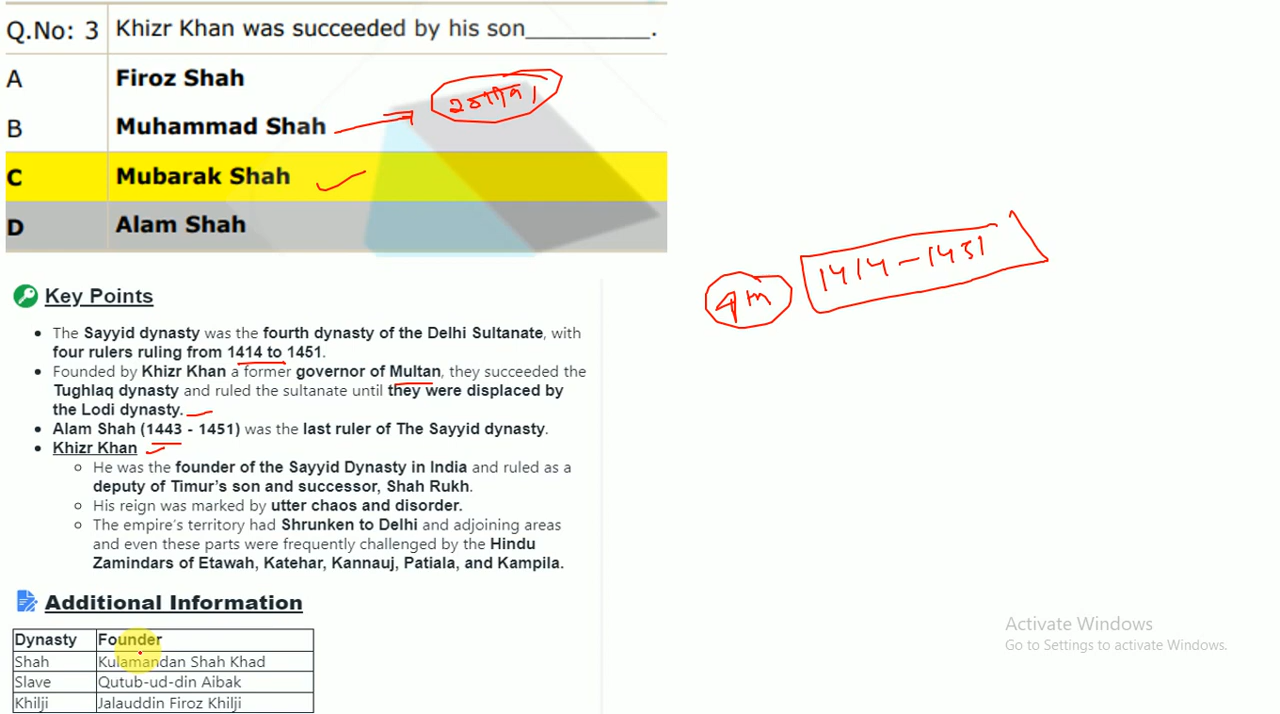 Q.No: 3 Khizr Khan was succeeded by his son__________.
A Firoz Shah
B Muhammad Shah
C Mubarak Shah
D Alam Shah
4th 1414-1451
Key Points
• The Sayyid dynasty was the fourth dynasty of the Delhi Sultanate, with
four rulers ruling from 1414 to 1451.
• Founded by Khizr Khan a former governor of Multan, they succeeded the
Tughlaq dynasty and ruled the sultanate until they were displaced by
the Lodi dynasty.
• Alam Shah (1443 - 1451) was the last ruler of The Sayyid dynasty.
• Khizr Khan
○ He was the founder of the Sayyid Dynasty in India and ruled as a
deputy of Timur's son and successor, Shah Rukh.
○ His reign was marked by utter chaos and disorder.
○ The empire's territory had Shrunken to Delhi and adjoining areas
and even these parts were frequently challenged by the Hindu
Zamindars of Etawah, Katehar, Kannauj, Patiala, and Kampila.
Additional Information
Dynasty Founder
Shah Kulamandan Shah Khad
Slave Qutub-ud-din Aibak
Khilji Jalauddin Firoz Khilji
Activate Windows
Go to Settings to activate Windows.